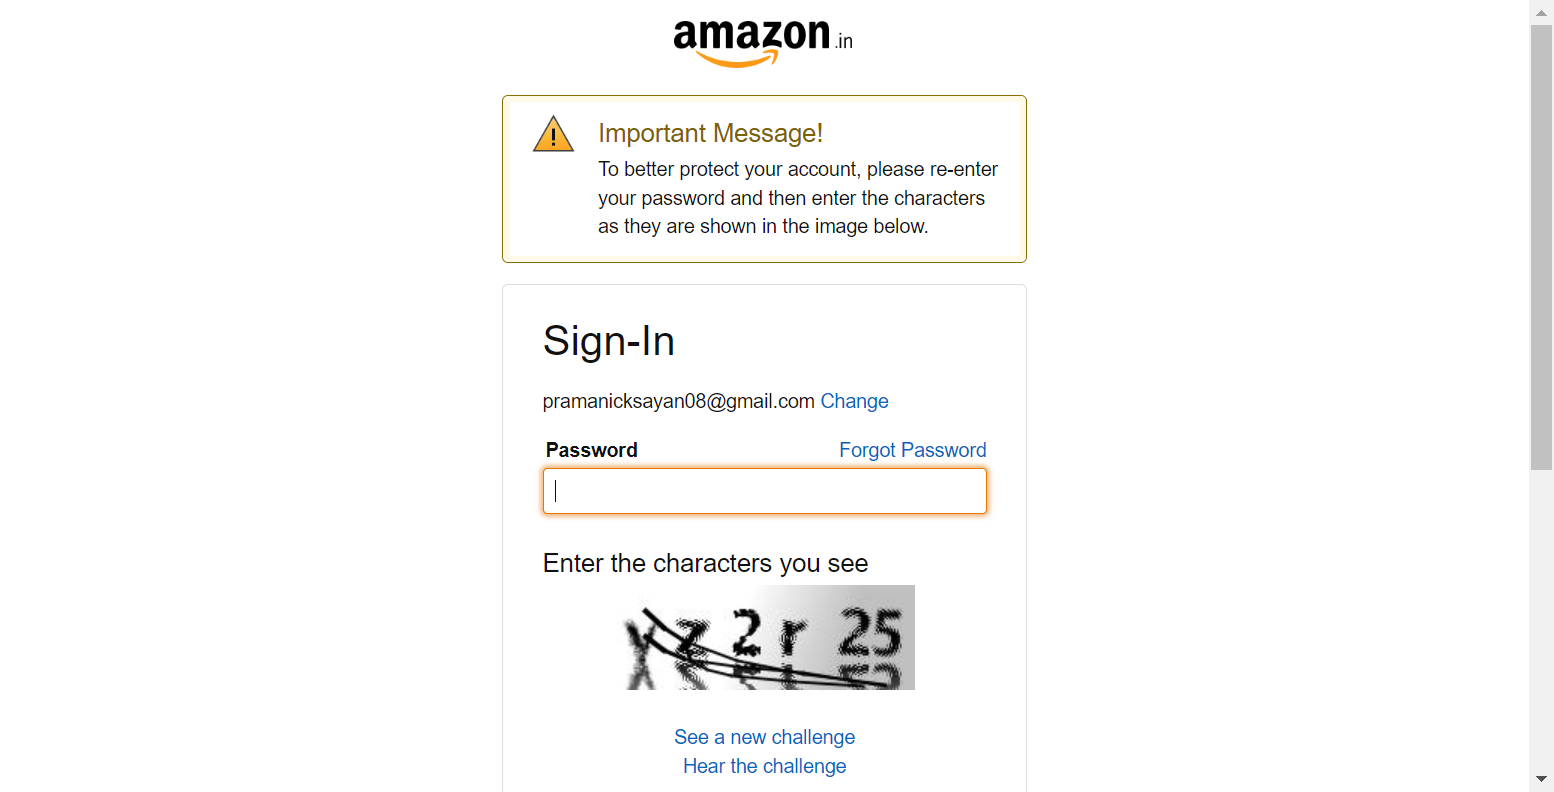 amazon.in
Important Message!
To better protect your account, please re-enter
your password and then enter the characters
as they are shown in the image below.
Sign-In
pramanicksayan08@gmail.com Change
Password Forgot Password
Enter the characters you see
See a new challenge
Hear the challenge